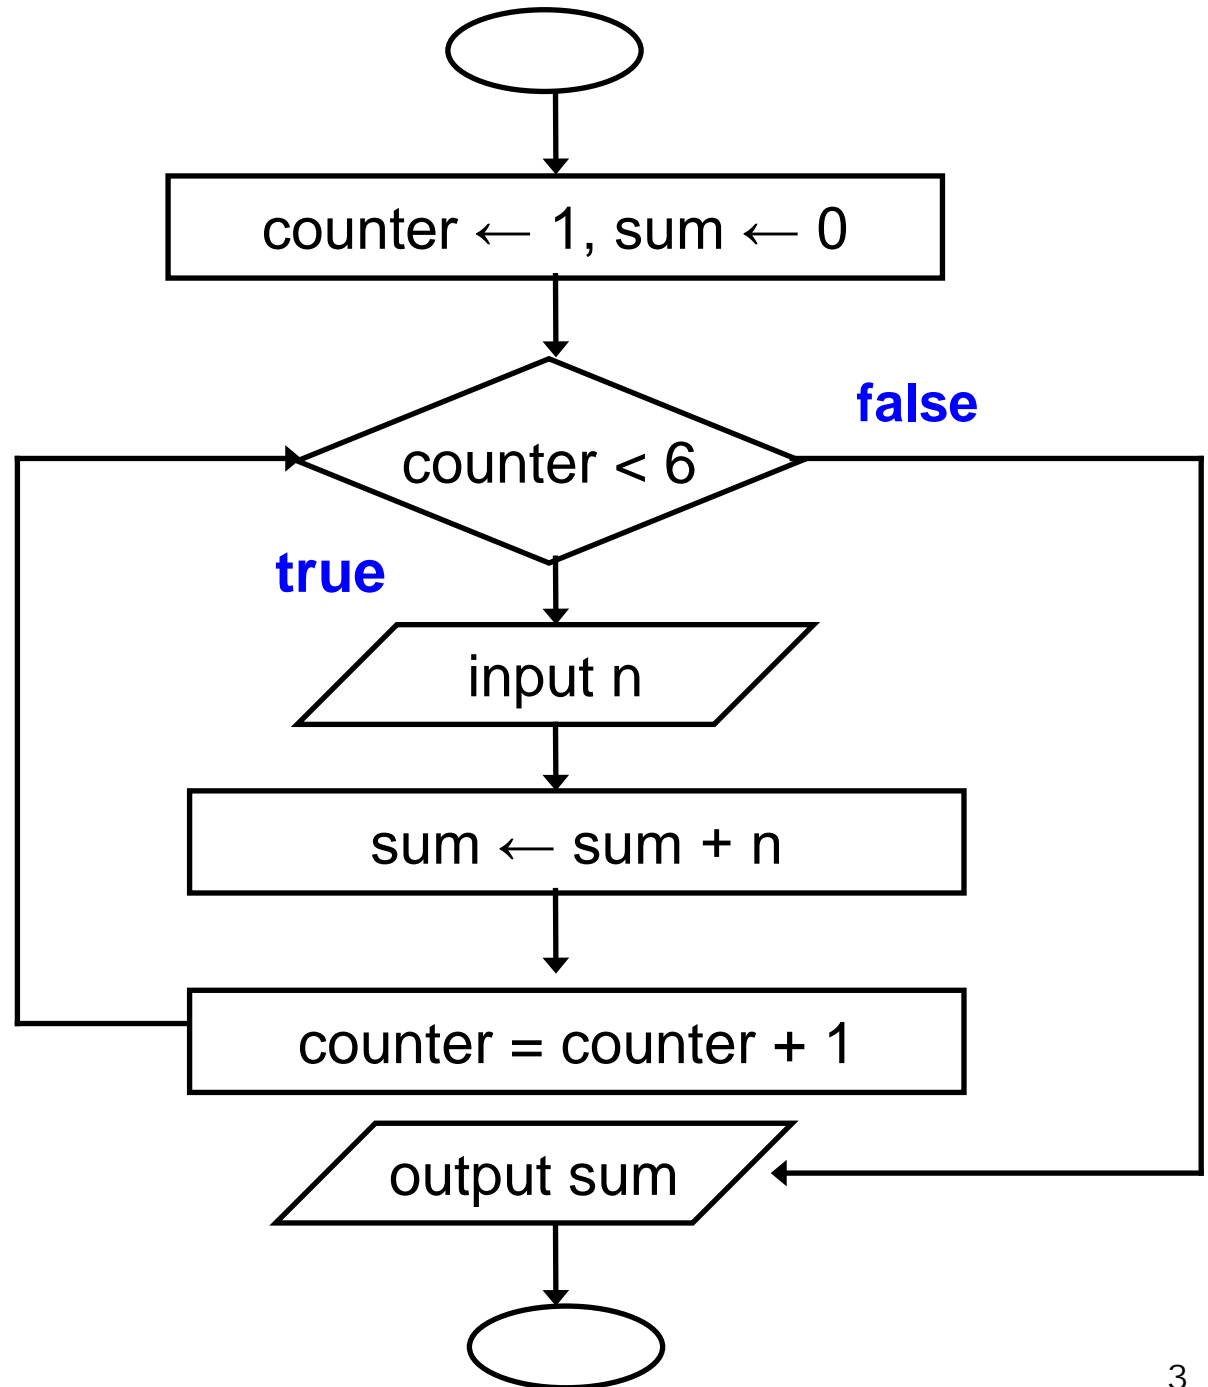 counter ← 1, sum ← 0
false
counter < 6
true
input n
sum ← sum + n
counter = counter + 1
output sum
3